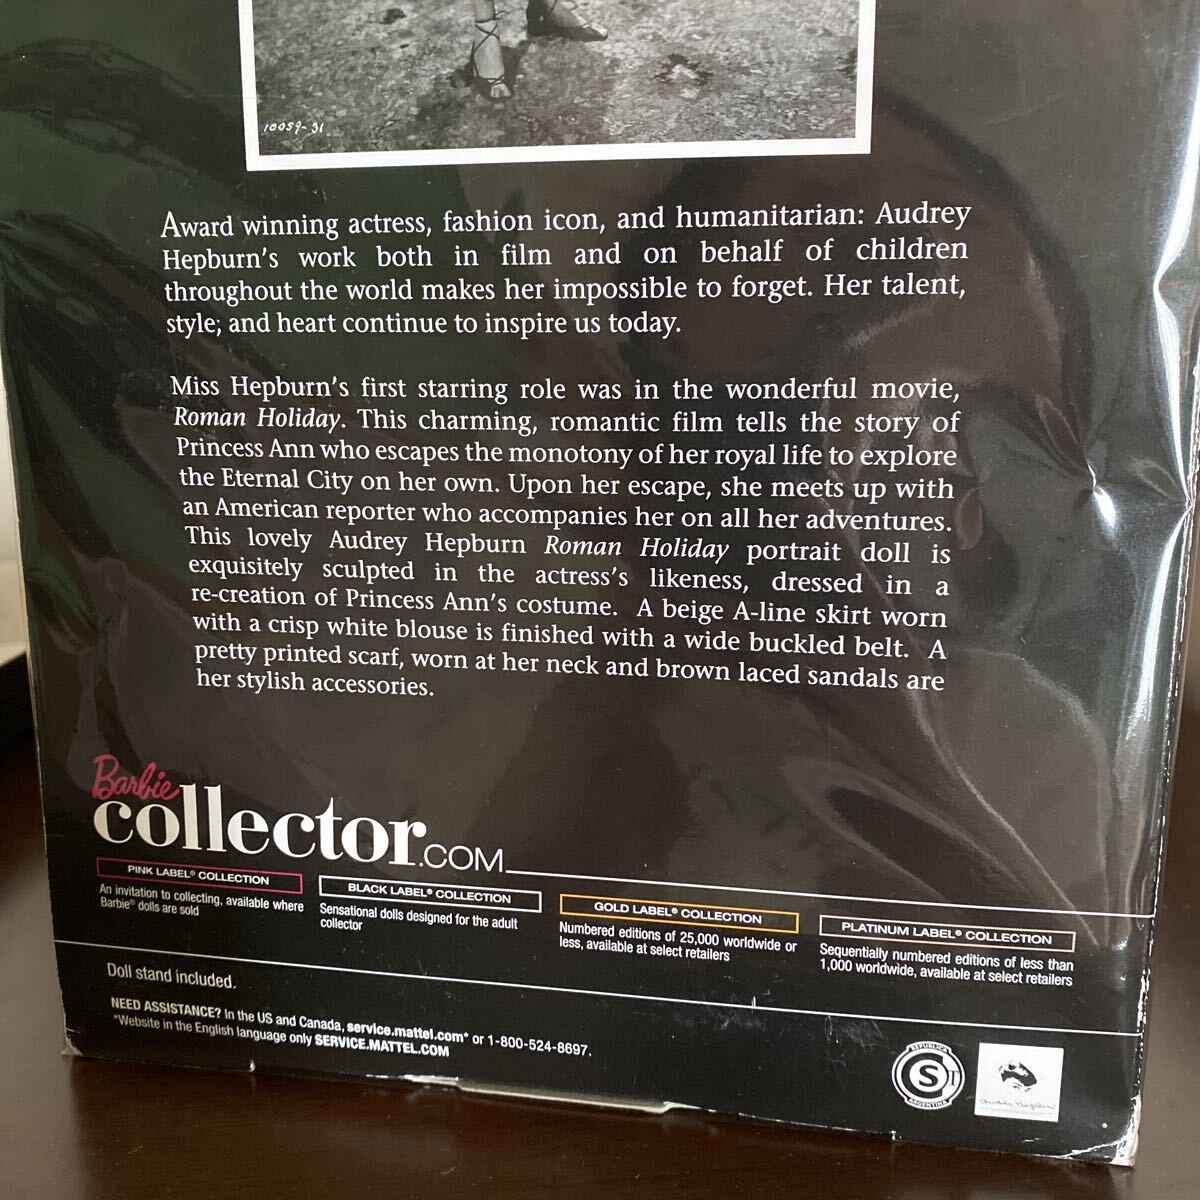 10059-31
Award winning actress, fashion icon, and humanitarian: Audrey
Hepburn's work both in film and on behalf of children
throughout the world makes her impossible to forget. Her talent,
style; and heart continue to inspire us today.
Miss Hepburn's first starring role was in the wonderful movie,
Roman Holiday. This charming, romantic film tells the story of
Princess Ann who escapes the monotony of her royal life to explore
the Eternal City on her own. Upon her escape, she meets up with
an American reporter who accompanies her on all her adventures.
This lovely Audrey Hepburn Roman Holiday portrait doll is
exquisitely sculpted in the actress's likeness, dressed in a
re-creation of Princess Ann's costume. A beige A-line skirt worn
with a crisp white blouse is finished with a wide buckled belt. A
pretty printed scarf, worn at her neck and brown laced sandals are
her stylish accessories.
Barbie
collector.COM
PINK LABEL® COLLECTION
An invitation to collecting, available where
Barbie® dolls are sold
BLACK LABEL® COLLECTION
Sensational dolls designed for the adult
collector
GOLD LABEL® COLLECTION
Numbered editions of 25,000 worldwide or
less, available at select retailers
PLATINUM LABEL® COLLECTION
Sequentially numbered editions of less than
1,000 worldwide, available at select retailers
Doll stand included.
NEED ASSISTANCE? In the US and Canada, service.mattel.com* or 1-800-524-8697.
*Website in the English language only SERVICE.MATTEL.COM
REPUBLICA
S
ARGENTINA
Audrey Hepburn